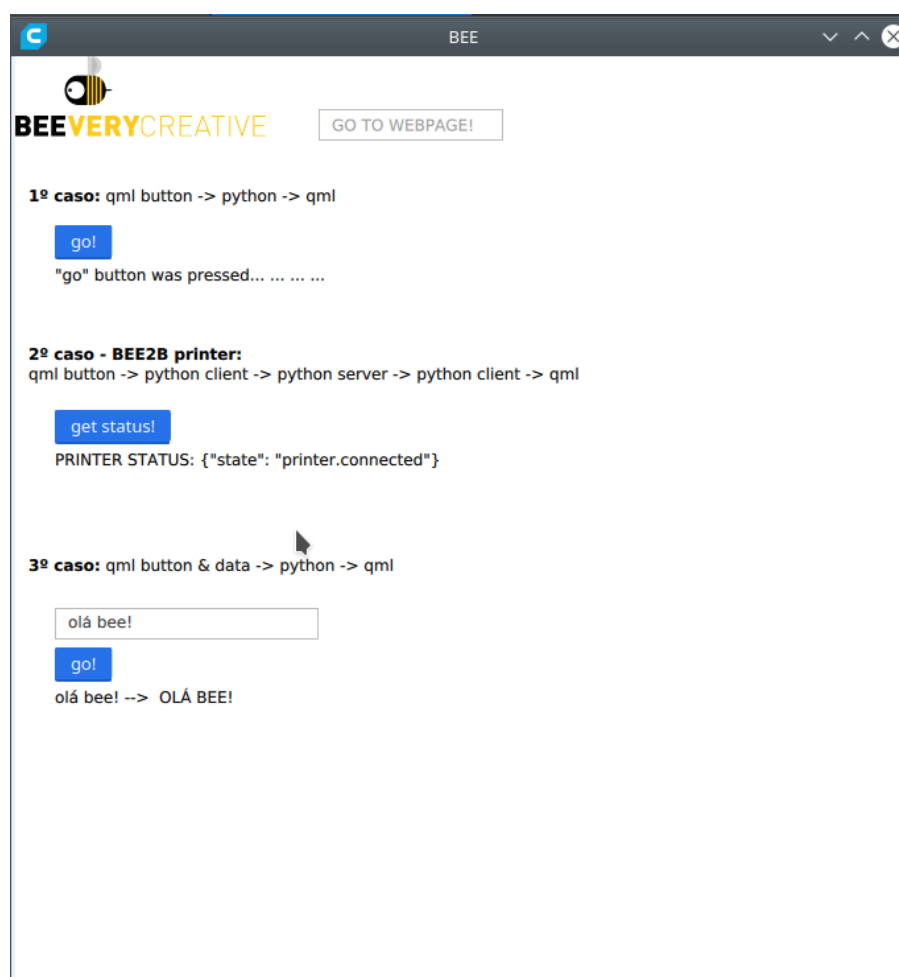 BEE
BEEVERYCREATIVE
GO TO WEBPAGE!
1º caso: qml button -> python -> qml
go!
"go" button was pressed... ... ... ...
2º caso - BEE2B printer:
qml button -> python client -> python server -> python client -> qml
get status!
PRINTER STATUS: {"state": "printer.connected"}
3º caso: qml button & data -> python -> qml
olá bee!
go!
olá bee! --> OLÁ BEE!